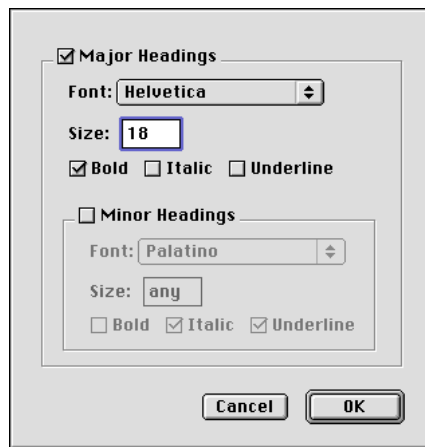 Major Headings
Font: Helvetica
Size: 18
Bold Italic Underline
Minor Headings
Font: Palatino
Size: any
Bold Italic Underline
Cancel OK